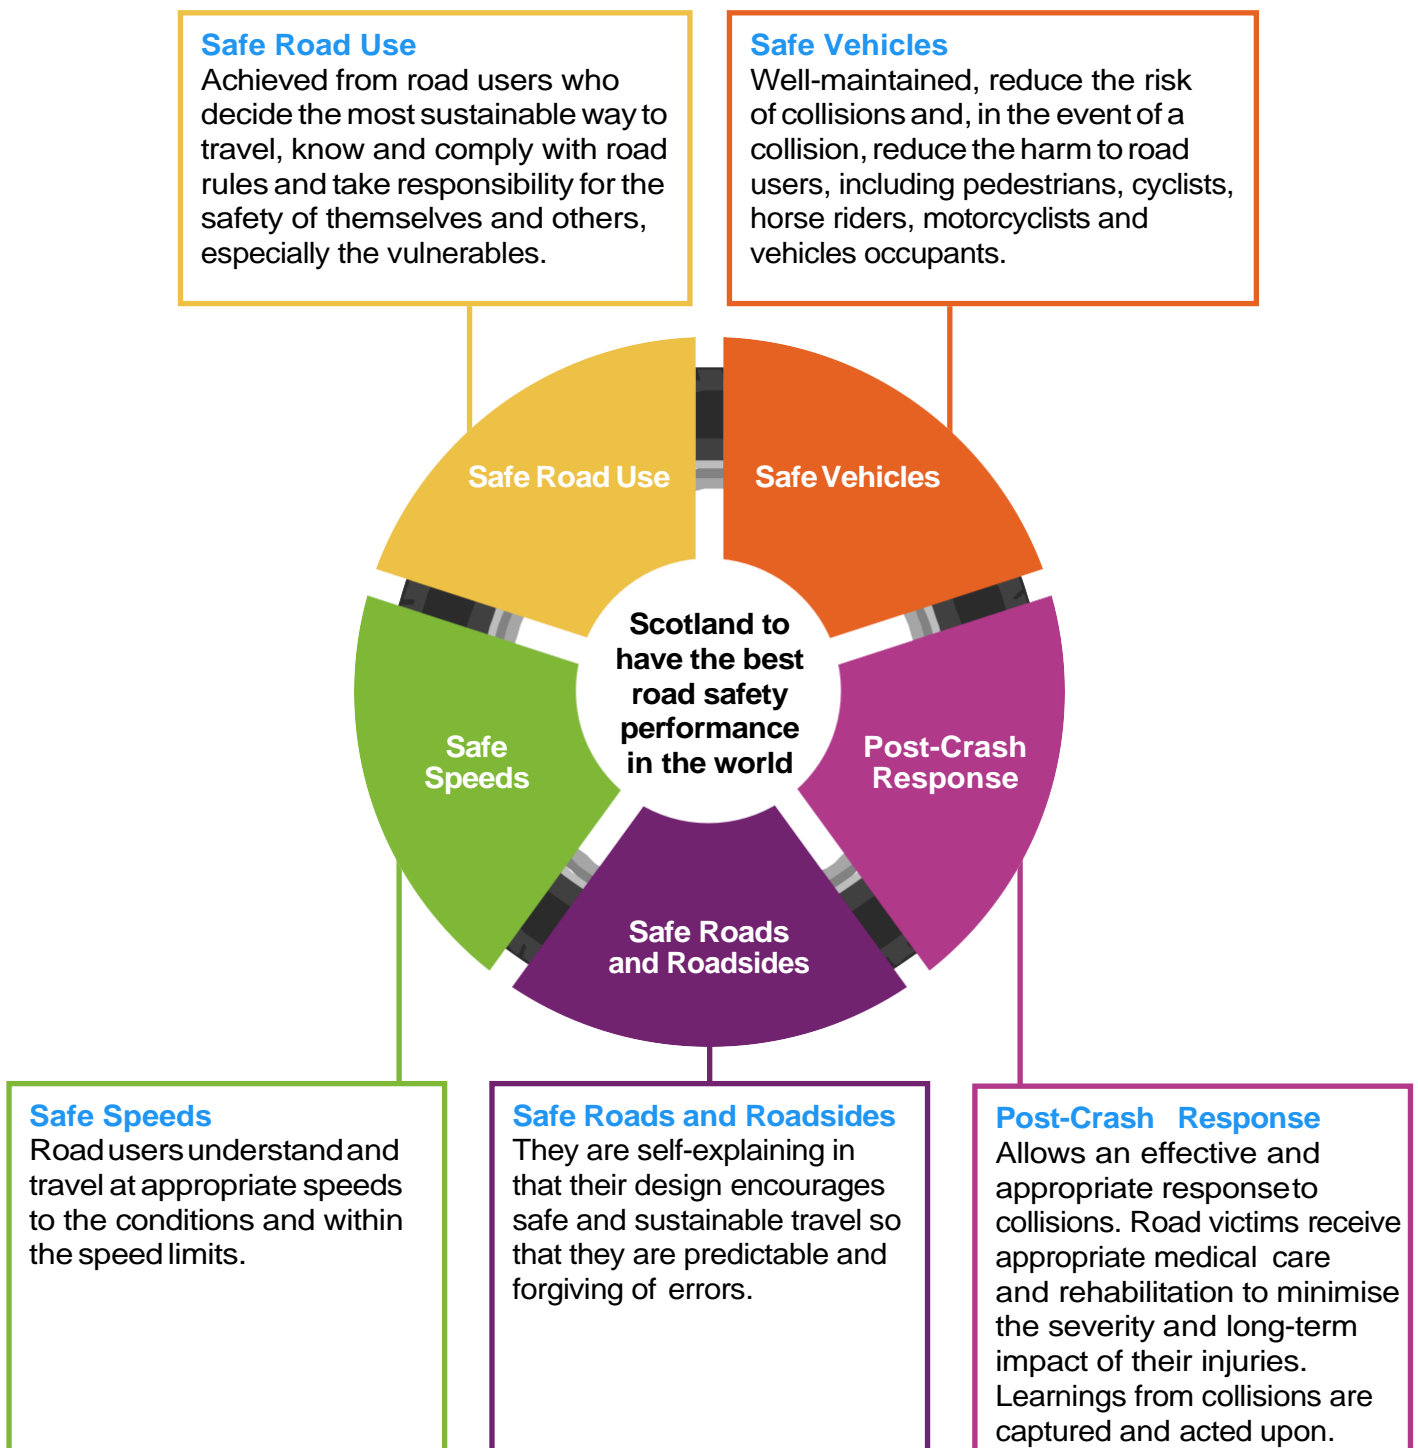 Safe Road Use
Achieved from road users who
decide the most sustainable way to
travel, know and comply with road
rules and take responsibility for the
safety of themselves and others,
especially the vulnerables.
Safe Vehicles
Well-maintained, reduce the risk
of collisions and, in the event of a
collision, reduce the harm to road
users, including pedestrians, cyclists,
horse riders, motorcyclists and
vehicles occupants.
Safe Road Use
Safe Vehicles
Scotland to
have the best
road safety
performance
in the world
Safe
Speeds
Post-Crash
Response
Safe Roads
and Roadsides
Safe Speeds
Road users understand and
travel at appropriate speeds
to the conditions and within
the speed limits.
Safe Roads and Roadsides
They are self-explaining in
that their design encourages
safe and sustainable travel so
that they are predictable and
forgiving of errors.
Post-Crash Response
Allows an effective and
appropriate response to
collisions. Road victims receive
appropriate medical care
and rehabilitation to minimise
the severity and long-term
impact of their injuries.
Learnings from collisions are
captured and acted upon.